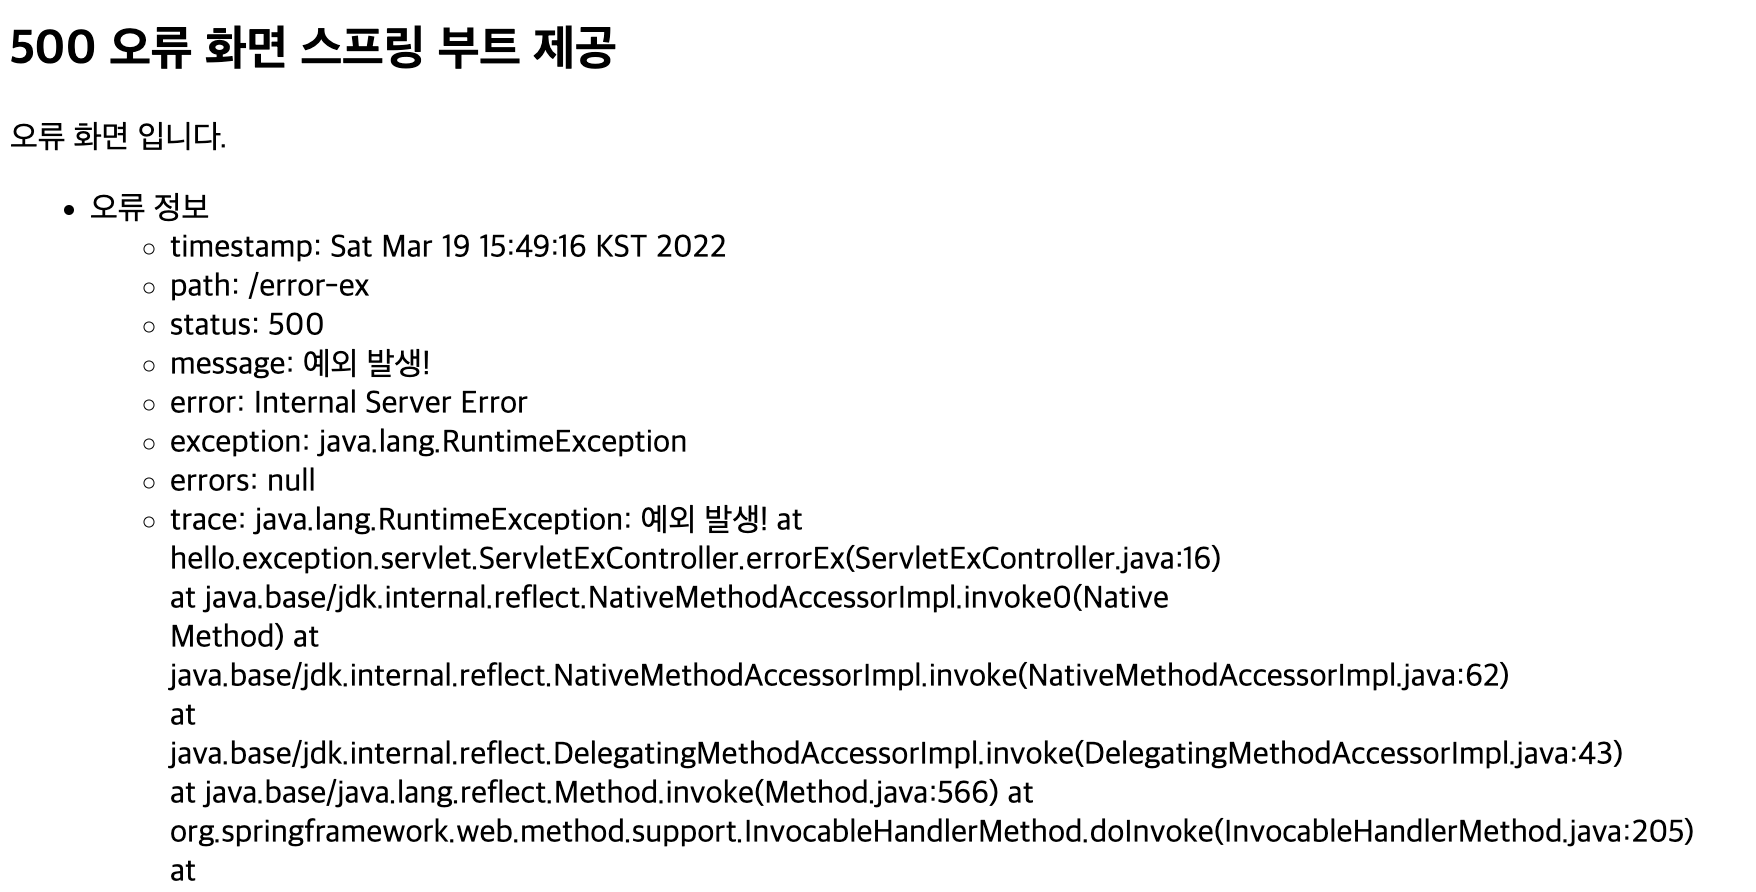 500 오류 화면 스프링 부트 제공
오류 화면 입니다.
오류 정보
timestamp: Sat Mar 19 15:49:16 KST 2022
path: /error-ex
status: 500
message: 예외 발생!
error: Internal Server Error
exception: java.lang.RuntimeException
errors: null
trace: java.lang.RuntimeException: 예외 발생! at
hello.exception.servlet.ServletExController.errorEx(ServletExController.java:16)
at java.base/jdk.internal.reflect.NativeMethodAccessorImpl.invoke0(Native
Method) at
java.base/jdk.internal.reflect.NativeMethodAccessorImpl.invoke(NativeMethodAccessorImpl.java:62)
at
java.base/jdk.internal.reflect.DelegatingMethodAccessorImpl.invoke(DelegatingMethodAccessorImpl.java:43)
at java.base/java.lang.reflect.Method.invoke(Method.java:566) at
org.springframework.web.method.support.InvocableHandlerMethod.doInvoke(InvocableHandlerMethod.java:205)
at